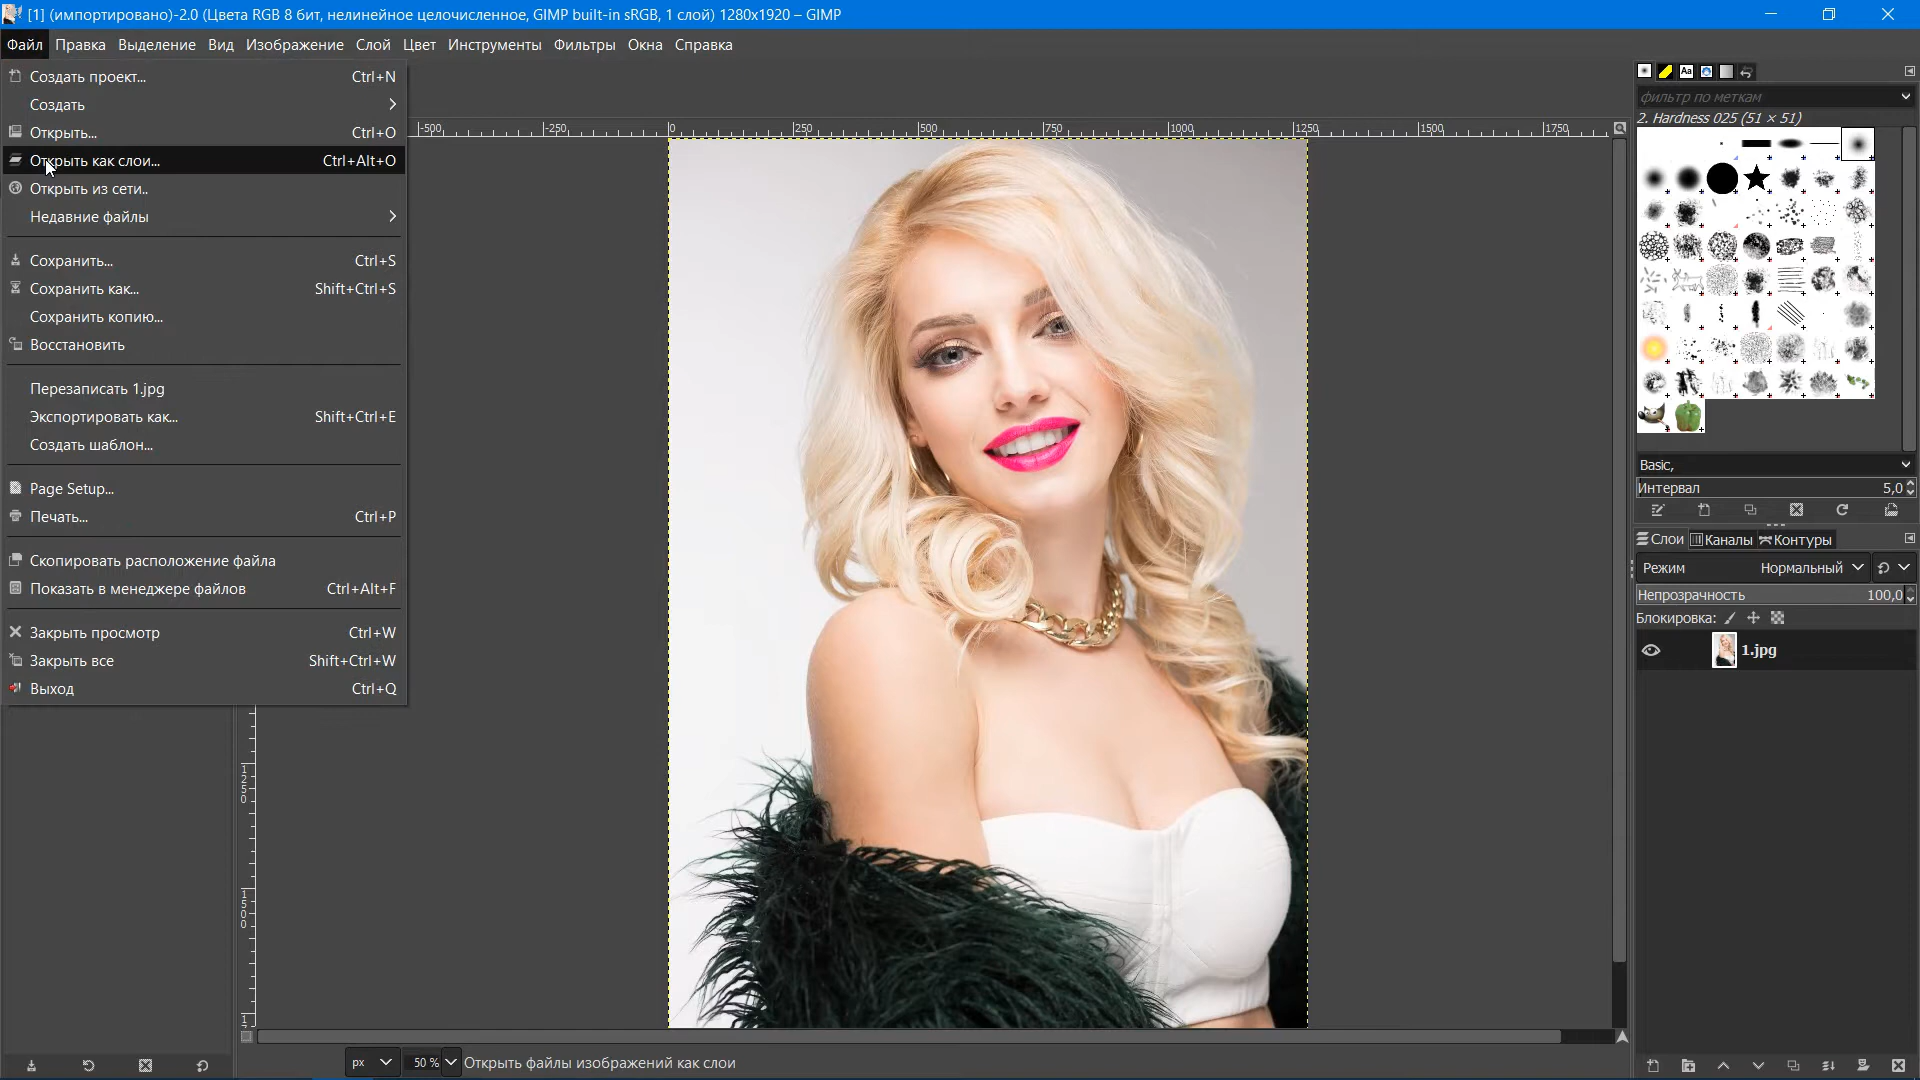 [1] (импортировано)-2.0 (Цвета RGB 8 бит, нелинейное целочисленное, GIMP built-in sRGB, 1 слой) 1280x1920 – GIMP
Файл Правка Выделение Вид Изображение Слой Цвет Инструменты Фильтры Окна Справка
Создать проект... Ctrl+N
Создать
Открыть... Ctrl+O
Открыть как слои... Ctrl+Alt+O
Открыть из сети..
Недавние файлы
Сохранить... Ctrl+S
Сохранить как... Shift+Ctrl+S
Сохранить копию...
Восстановить
Перезаписать 1.jpg
Экспортировать как... Shift+Ctrl+E
Создать шаблон...
Page Setup...
Печать... Ctrl+P
Скопировать расположение файла
Показать в менеджере файлов Ctrl+Alt+F
Закрыть просмотр Ctrl+W
Закрыть все Shift+Ctrl+W
Выход Ctrl+Q
-500 -250 0 250 500 750 1000 1250 1500 1750
1250
1500
1
px 50 % Открыть файлы изображений как слои
Aa
фильтр по меткам
2. Hardness 025 (51 × 51)
Basic,
Интервал 5,0
Слои Каналы Контуры
Режим Нормальный
Непрозрачность 100,0
Блокировка:
1.jpg